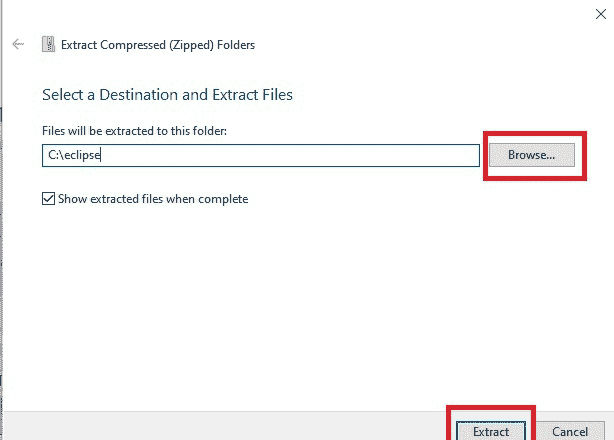 Extract Compressed (Zipped) Folders
Select a Destination and Extract Files
Files will be extracted to this folder:
C:\eclipse
Browse...
Show extracted files when complete
Extract
Cancel